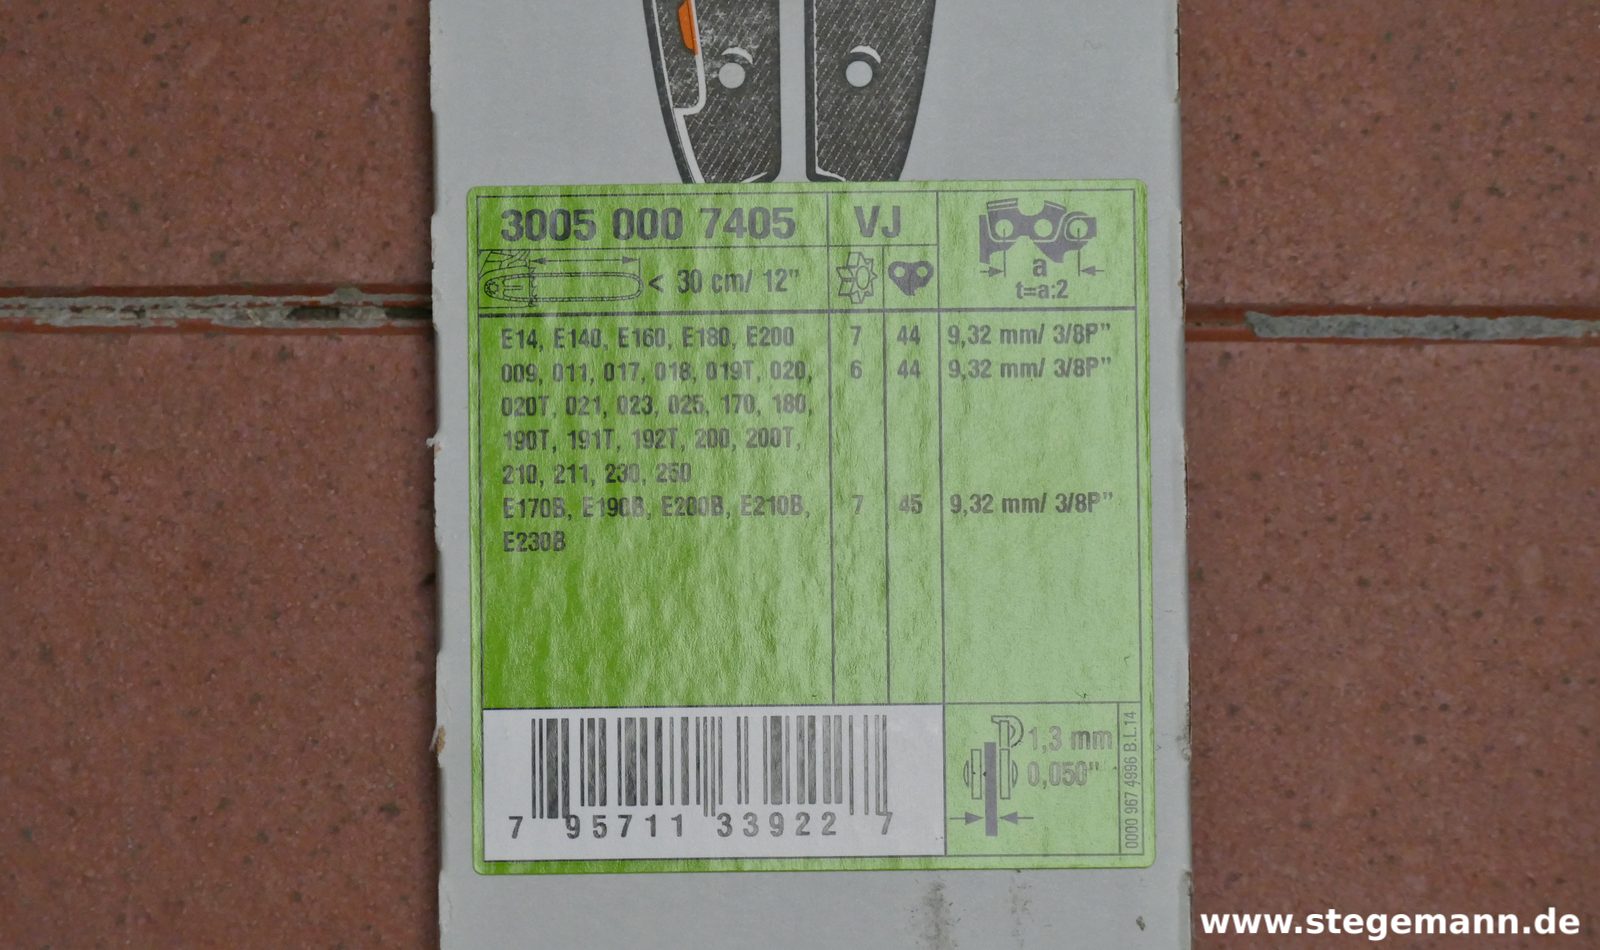 3005 000 7405 VJ
a
< 30 cm/ 12"
t=a:2
E14, E140, E160, E180, E200 7 44 9,32 mm/ 3/8P"
009, 011, 017, 018, 019T, 020, 6 44 9,32 mm/ 3/8P"
020T, 021, 023, 025, 170, 180,
190T, 191T, 192T, 200, 200T,
210, 211, 230, 250
E170B, E190B, E200B, E210B, 7 45 9,32 mm/ 3/8P"
E230B
1,3 mm
0,050"
0000 967 4996 B.L.14
7 95711 33922 7
www.stegemann.de